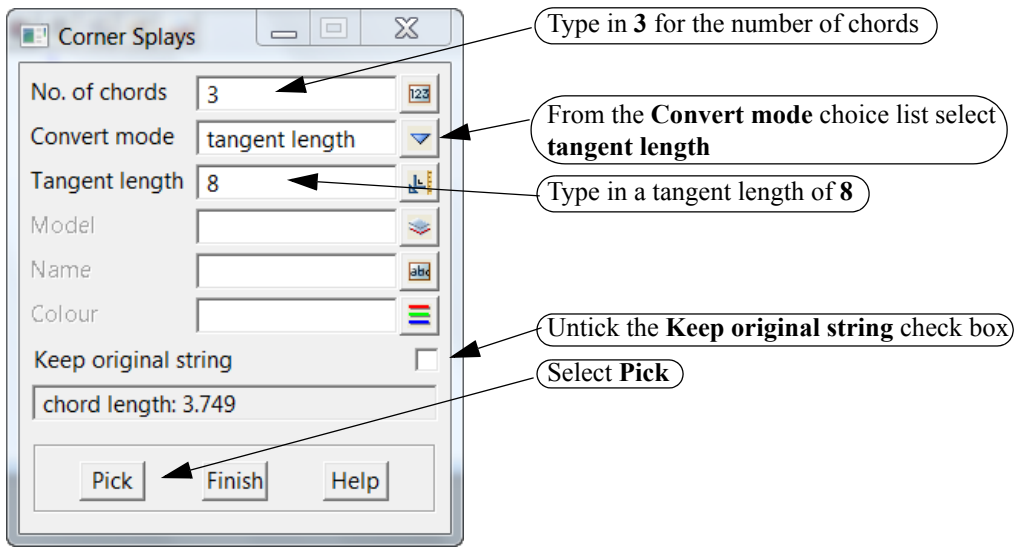 Corner Splays
Type in 3 for the number of chords
No. of chords 3 123
Convert mode tangent length
From the Convert mode choice list select
tangent length
Tangent length 8
Type in a tangent length of 8
Model
Name abc
Colour
Keep original string
Untick the Keep original string check box
Select Pick
chord length: 3.749
Pick Finish Help